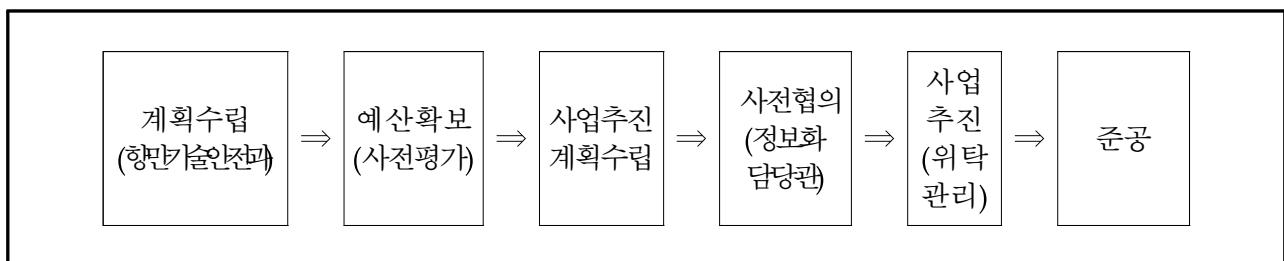 계획수립
(항만기술안전과)
⇒
예산확보
(사전평가)
⇒
사업추진
계획수립
⇒
사전협의
(정보화
담당관)
⇒
사업
추진
(위탁
관리)
⇒
준공